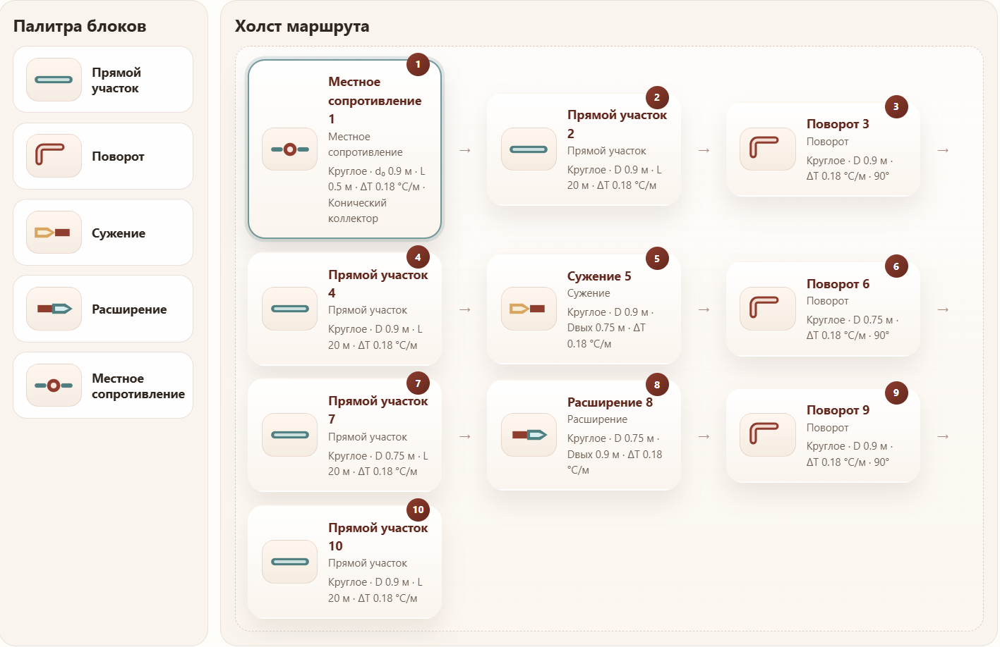 Палитра блоков
Прямой
участок
Поворот
Сужение
Расширение
Местное
сопротивление
Холст маршрута
1
Местное
сопротивление
1
Местное
сопротивление
Круглое · d₀ 0.9 м · L
0.5 м · ΔT 0.18 °C/м ·
Конический
коллектор
→
2
Прямой участок
2
Прямой участок
Круглое · D 0.9 м · L
20 м · ΔT 0.18 °C/м
→
3
Поворот 3
Поворот
Круглое · D 0.9 м ·
ΔT 0.18 °C/м · 90°
→
4
Прямой участок
4
Прямой участок
Круглое · D 0.9 м · L
20 м · ΔT 0.18 °C/м
→
5
Сужение 5
Сужение
Круглое · D 0.9 м ·
Dвых 0.75 м · ΔT
0.18 °C/м
→
6
Поворот 6
Поворот
Круглое · D 0.75 м ·
ΔT 0.18 °C/м · 90°
→
7
Прямой участок
7
Прямой участок
Круглое · D 0.75 м · L
20 м · ΔT 0.18 °C/м
→
8
Расширение 8
Расширение
Круглое · D 0.75 м ·
Dвых 0.9 м · ΔT 0.18
°C/м
→
9
Поворот 9
Поворот
Круглое · D 0.9 м ·
ΔT 0.18 °C/м · 90°
→
10
Прямой участок
10
Прямой участок
Круглое · D 0.9 м · L
20 м · ΔT 0.18 °C/м